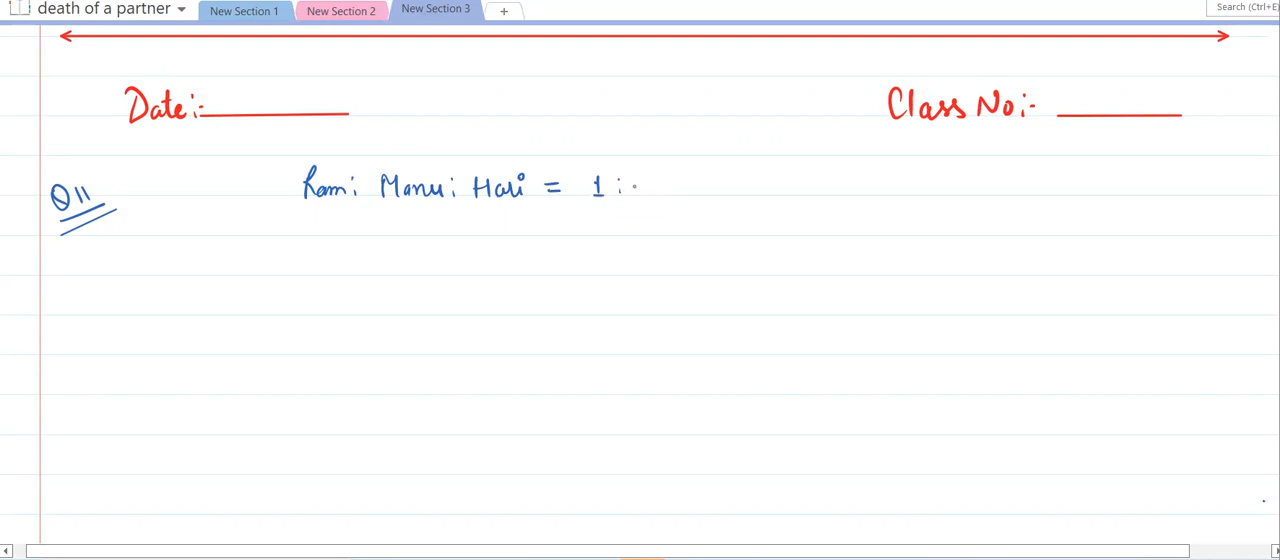 death of a partner New Section 1 New Section 2 New Section 3 + Search (Ctrl+E)
Date:- Class No:-
Q11 Ram: Manu: Hari = 1: